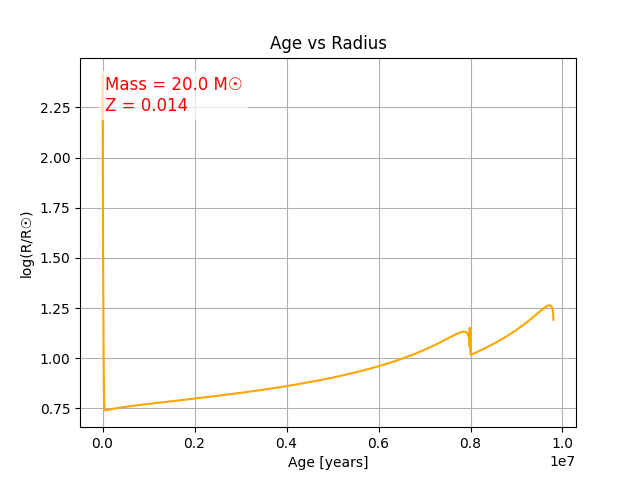 Age vs Radius
Mass = 20.0 M☉
Z = 0.014
log(R/R☉)
2.25
2.00
1.75
1.50
1.25
1.00
0.75
0.0 0.2 0.4 0.6 0.8 1.0
1e7
Age [years]